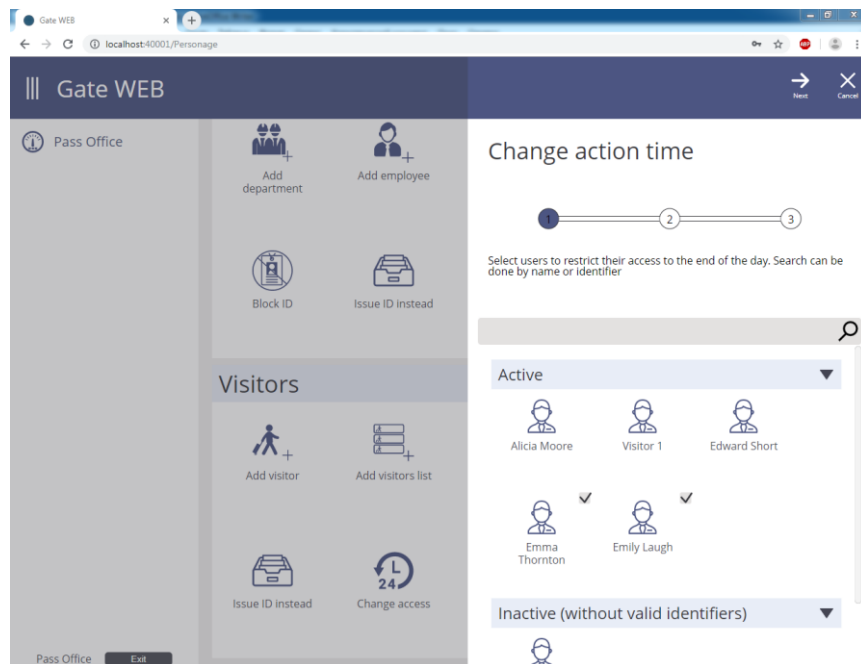 Gate WEB
localhost:40001/Personage
ABP
Gate WEB
Next
Cancel
Pass Office
Add
department
Add employee
Block ID
Issue ID instead
Visitors
Add visitor
Add visitors list
Issue ID instead
24
Change access
Pass Office
Exit
Change action time
1
2
3
Select users to restrict their access to the end of the day. Search can be
done by name or identifier
Active
Alicia Moore
Visitor 1
Edward Short
Emma
Thornton
Emily Laugh
Inactive (without valid identifiers)